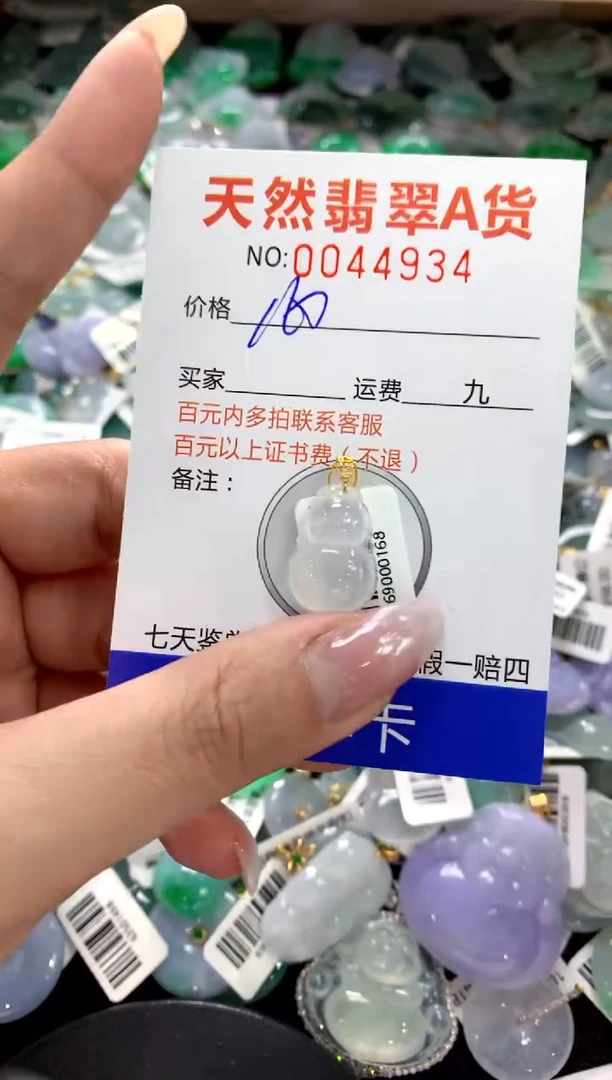 天然翡翠A货
NO:0044934
价格
买家 运费 九
百元内多拍联系客服
百元以上证书费(不退)
备注:
69000168
七天鉴 假一赔四
卡